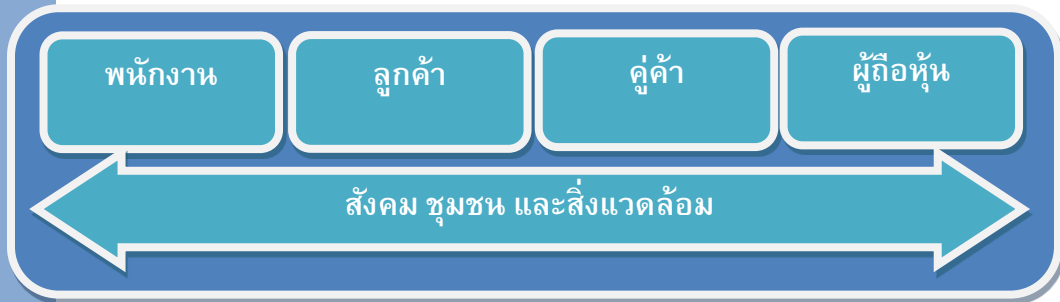 พนักงาน
ลูกค้า
คู่ค้า
ผู้ถือหุ้น
สังคม ชุมชน และสิ่งแวดล้อม